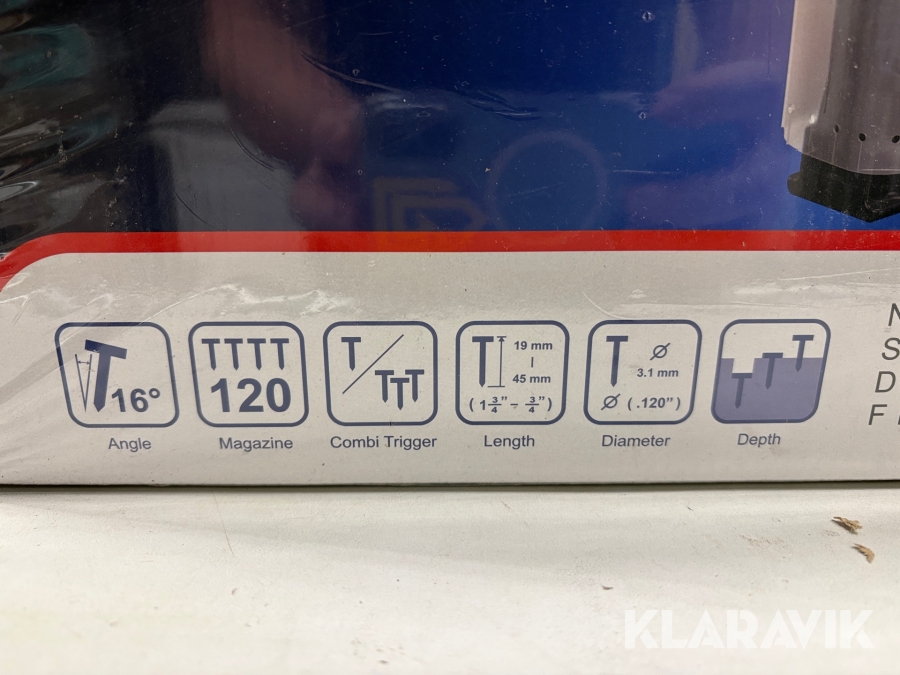 16°
Angle
120
Magazine
Combi Trigger
19 mm
45 mm
(1 3/4" - 3/4")
Length
Ø
3.1 mm
Ø (.120")
Diameter
Depth
N
S
D
F
KLARAVIK